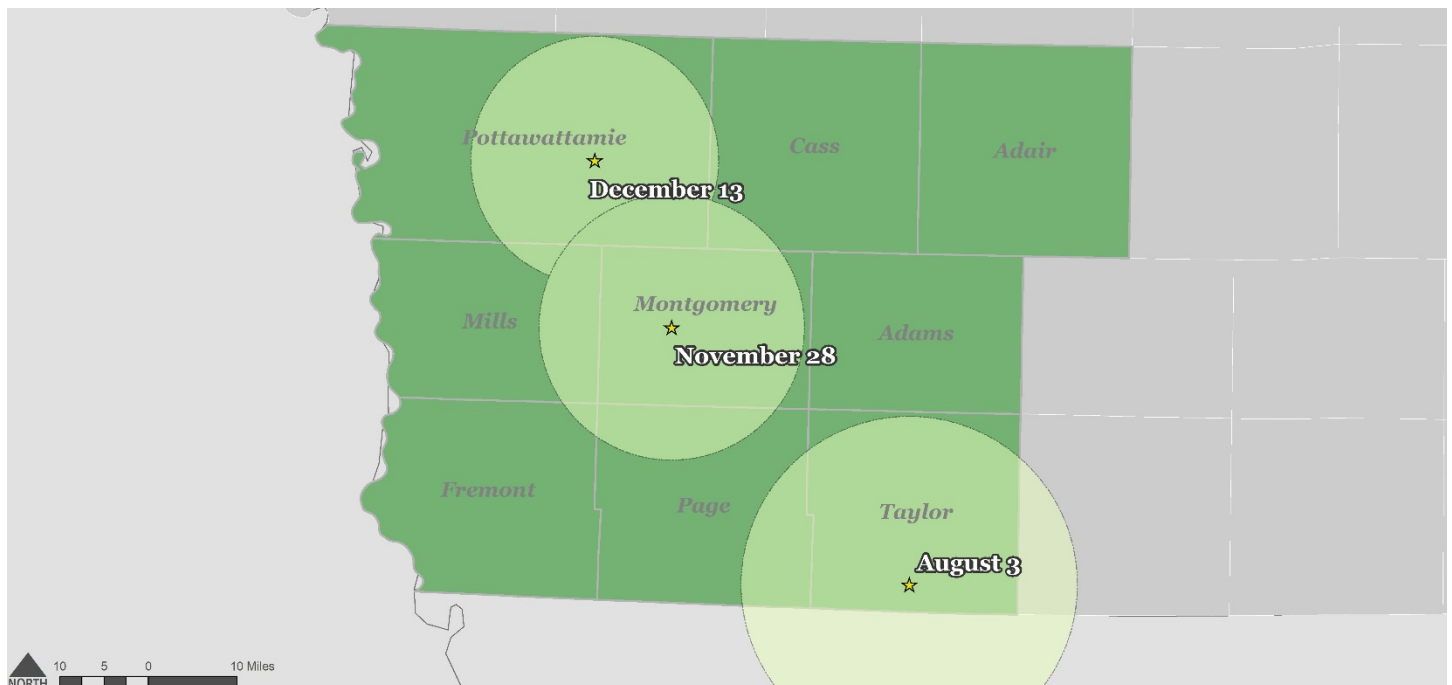 Pottawattamie
Cass
Adair
December 13
Montgomery
Mills
Adams
November 28
Fremont
Page
Taylor
August 3
10 5 0 10 Miles
NORTH